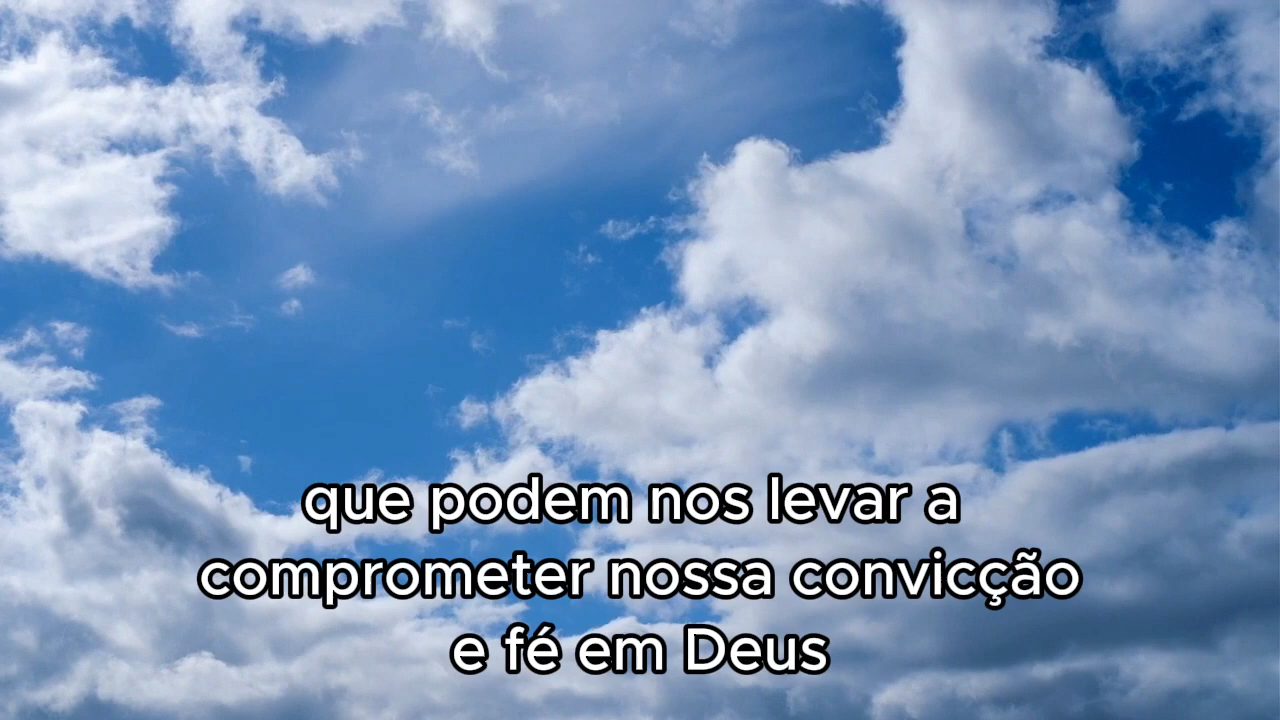 que podem nos levar a
comprometer nossa convicção
e fé em Deus